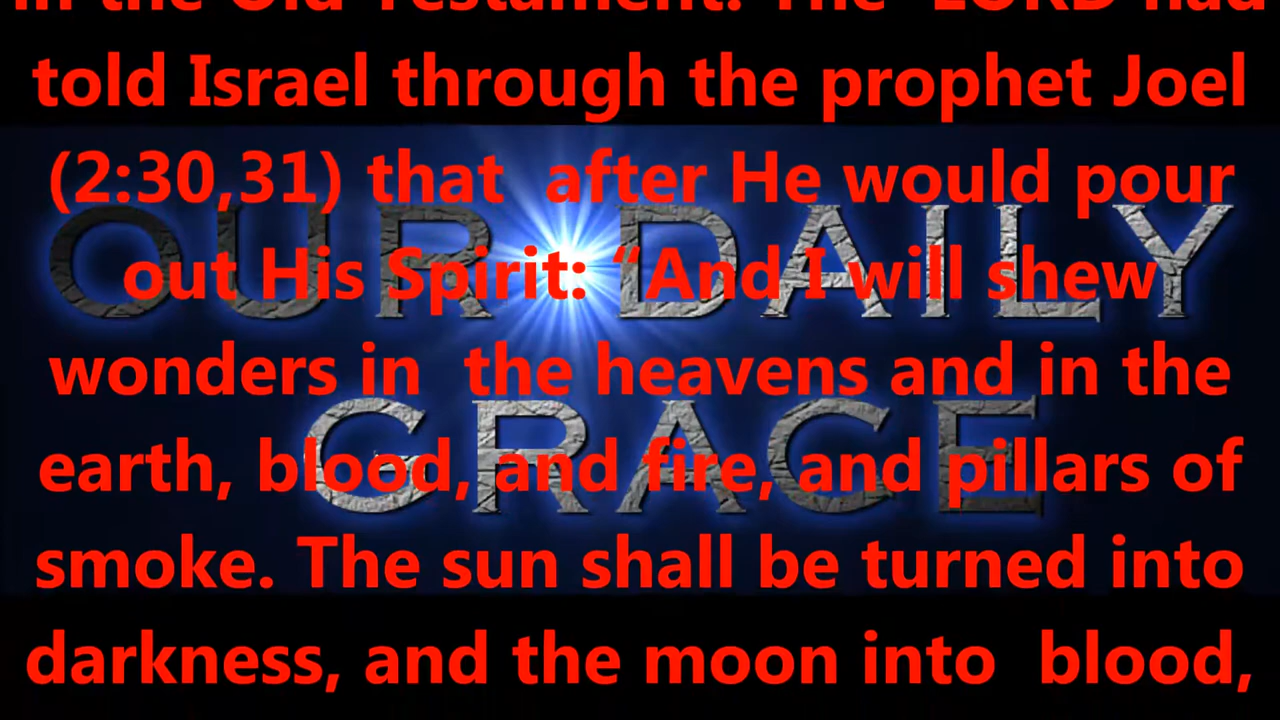 in the Old Testament. The "LORD had
told Israel through the prophet Joel
(2:30,31) that after He would pour
out His Spirit: “And I will shew
wonders in the heavens and in the
earth, blood, and fire, and pillars of
smoke. The sun shall be turned into
darkness, and the moon into blood,
OUR DAILY
GRACE